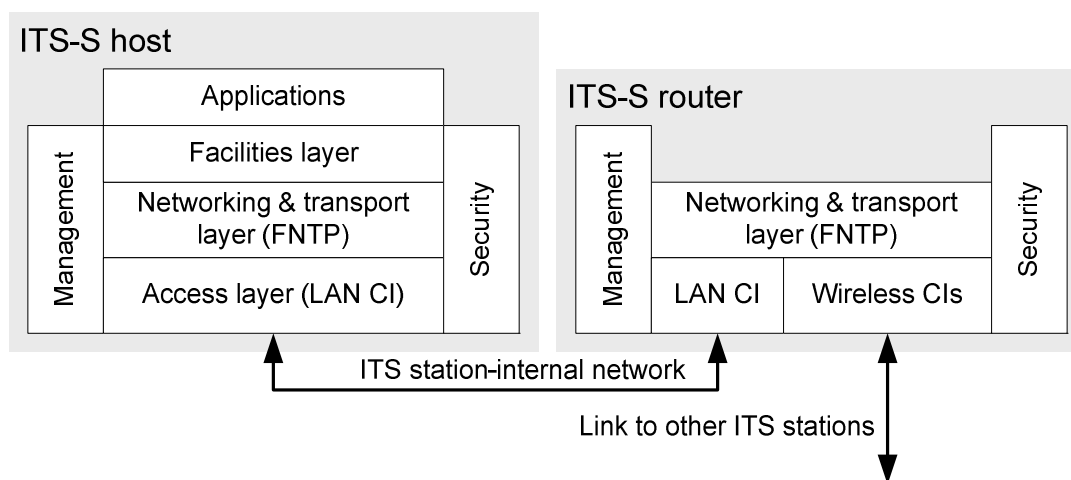 ITS-S host
Applications
Facilities layer
Networking & transport
layer (FNTP)
Access layer (LAN CI)
Management
Security
ITS-S router
Management
Networking & transport
layer (FNTP)
LAN CI
Wireless CIs
Security
ITS station-internal network
Link to other ITS stations